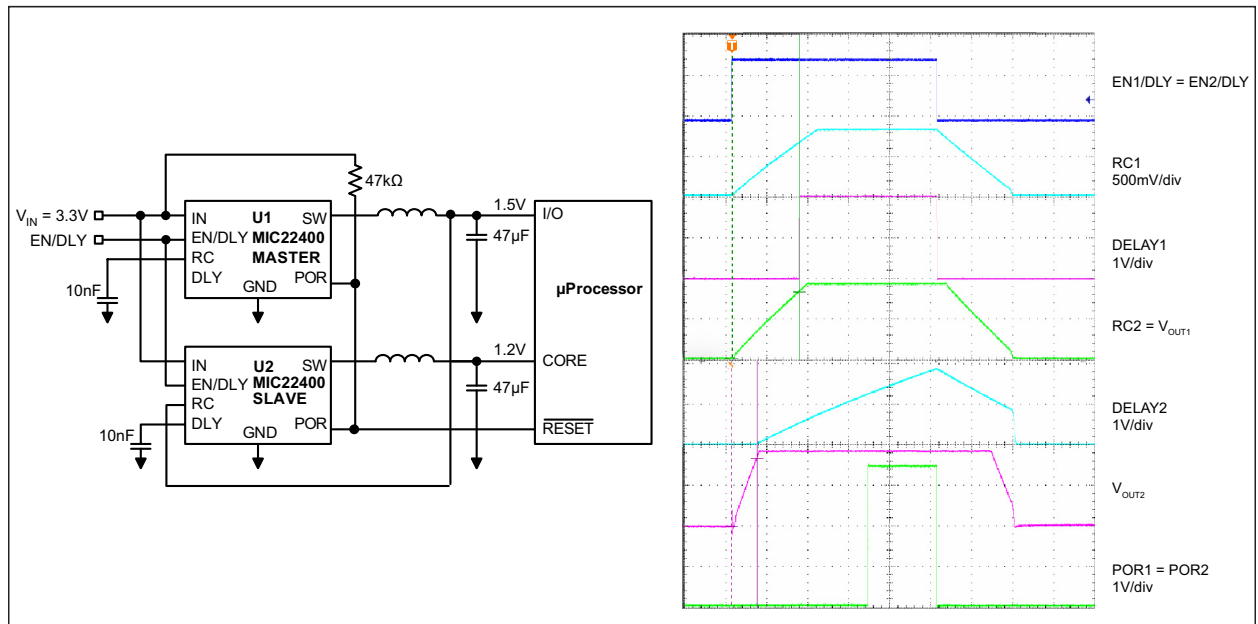 V_IN = 3.3V
EN/DLY
47kΩ
IN
EN/DLY
RC
DLY
U1
MIC22400
MASTER
GND
SW
POR
10nF
1.5V
47µF
I/O
µProcessor
IN
EN/DLY
RC
DLY
U2
MIC22400
SLAVE
GND
SW
POR
10nF
1.2V
47µF
CORE
RESET
T
EN1/DLY = EN2/DLY
RC1
500mV/div
DELAY1
1V/div
RC2 = V_OUT1
DELAY2
1V/div
V_OUT2
POR1 = POR2
1V/div